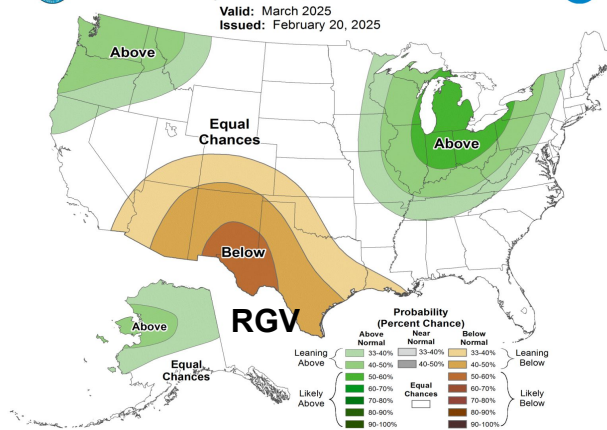 Valid: March 2025
Issued: February 20, 2025
Above
Equal
Chances
Above
Below
Above
Equal
Chances
RGV
Probability
(Percent Chance)
Above
Normal
Near
Normal
Below
Normal
Leaning
Above
33-40%
33-40%
33-40%
Leaning
Below
40-50%
40-50%
40-50%
Likely
Above
50-60%
60-70%
70-80%
80-90%
90-100%
Equal
Chances
50-60%
60-70%
70-80%
80-90%
90-100%
Likely
Below